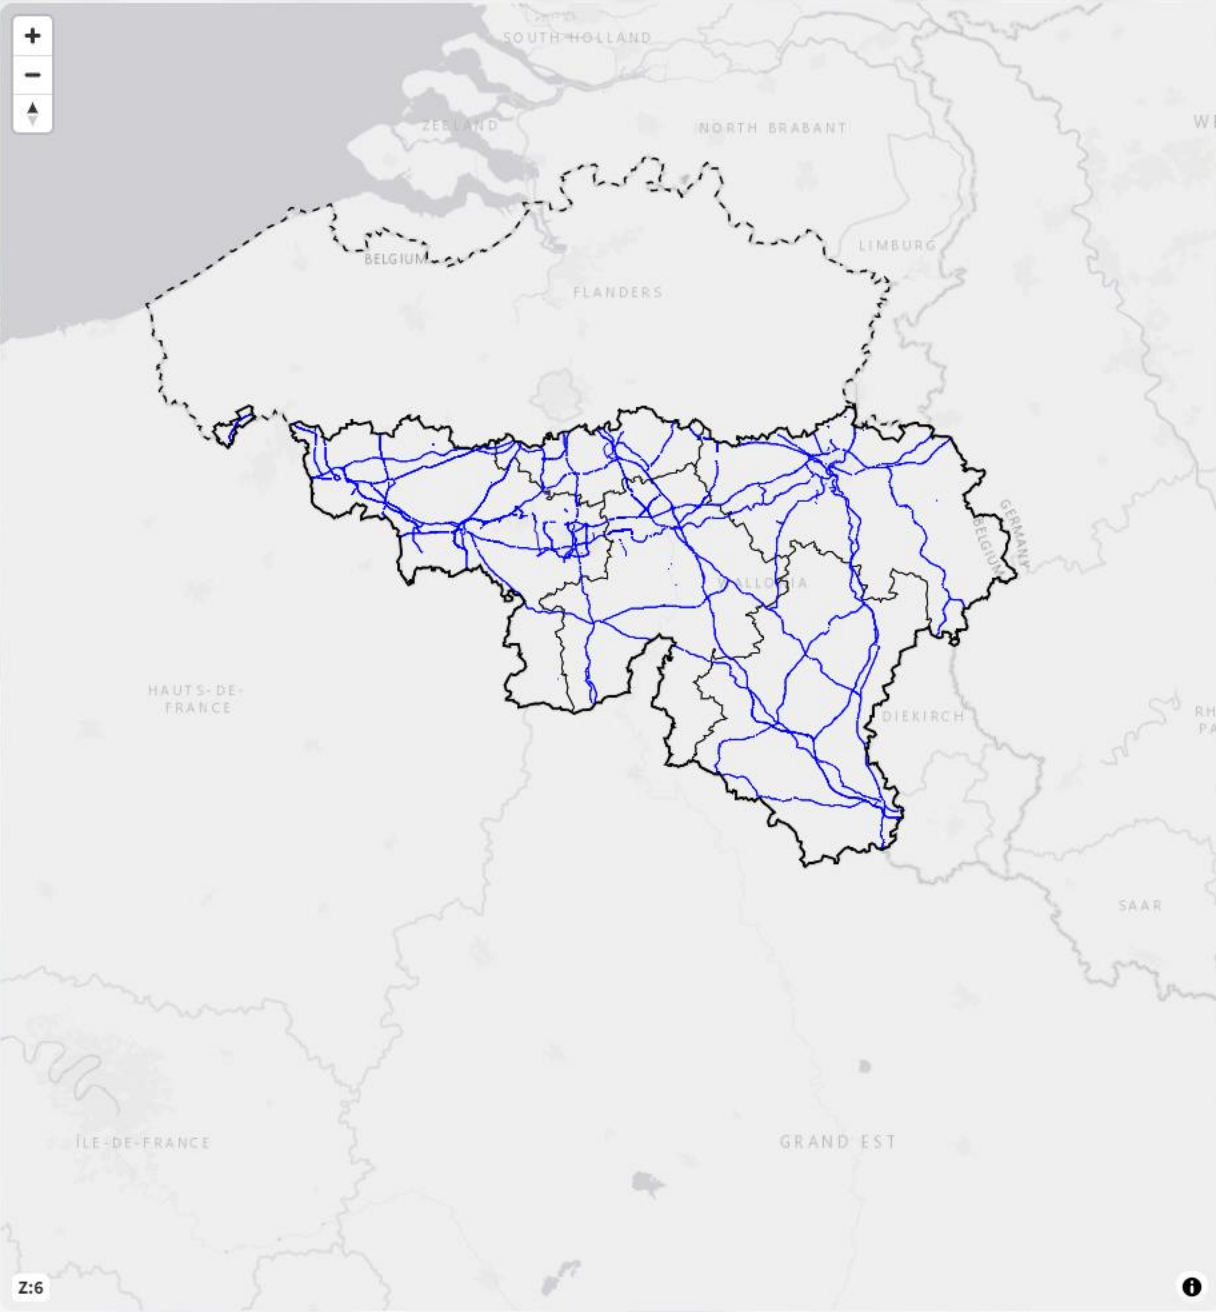 +
SOUTH-HOLLAND
−
ZEELAND
NORTH BRABANT
LIMBURG
BELGIUM
FLANDERS
GERMANY
BELGIUM
WALLONIA
HAUTS-DE-
FRANCE
DIEKIRCH
SAAR
ÎLE-DE-FRANCE
GRAND EST
Z:6
i